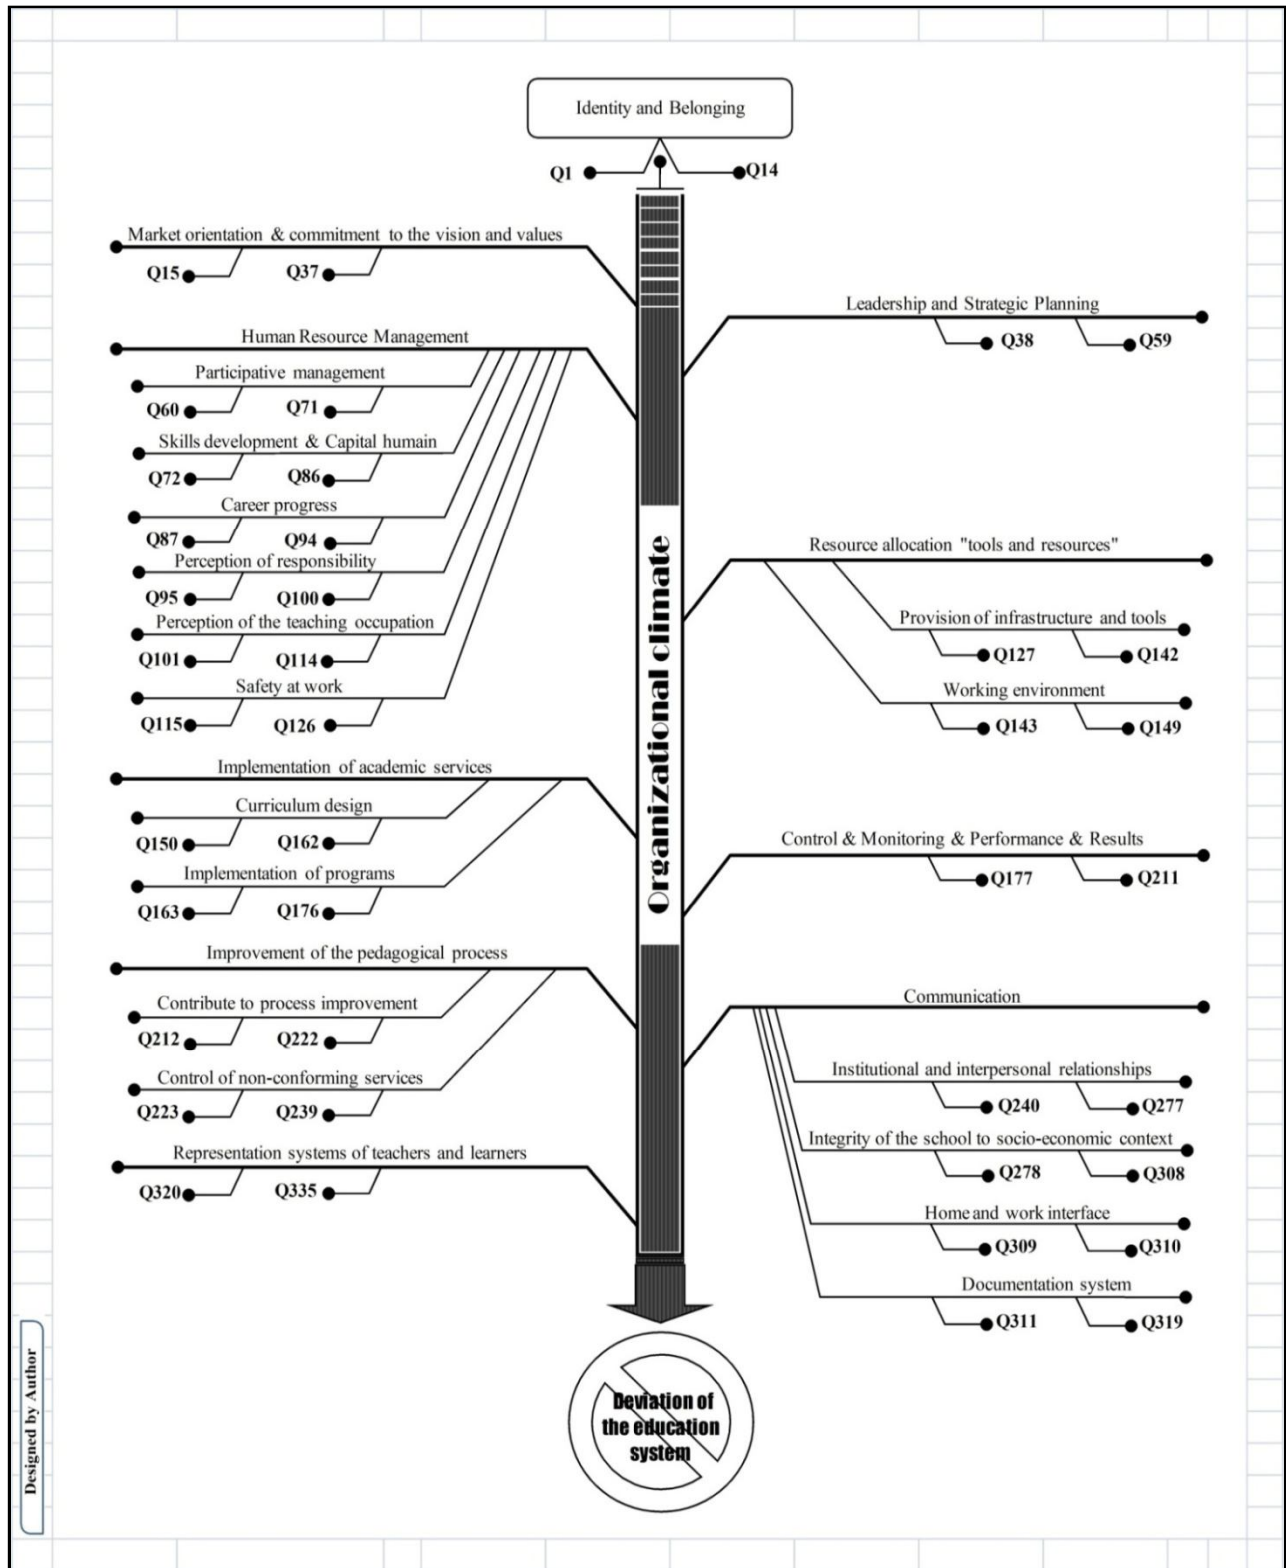 Identity and Belonging
Q1
Q14
Market orientation & commitment to the vision and values
Q15
Q37
Leadership and Strategic Planning
Q38
Q59
Human Resource Management
Participative management
Q60
Q71
Skills development & Capital humain
Q72
Q86
Career progress
Q87
Q94
Perception of responsibility
Q95
Q100
Perception of the teaching occupation
Q101
Q114
Safety at work
Q115
Q126
Organizational climate
Resource allocation "tools and resources"
Provision of infrastructure and tools
Q127
Q142
Working environment
Q143
Q149
Implementation of academic services
Curriculum design
Q150
Q162
Implementation of programs
Q163
Q176
Control & Monitoring & Performance & Results
Q177
Q211
Improvement of the pedagogical process
Contribute to process improvement
Q212
Q222
Control of non-conforming services
Q223
Q239
Communication
Institutional and interpersonal relationships
Q240
Q277
Integrity of the school to socio-economic context
Q278
Q308
Home and work interface
Q309
Q310
Documentation system
Q311
Q319
Representation systems of teachers and learners
Q320
Q335
Deviation of
the education
system
Designed by Author